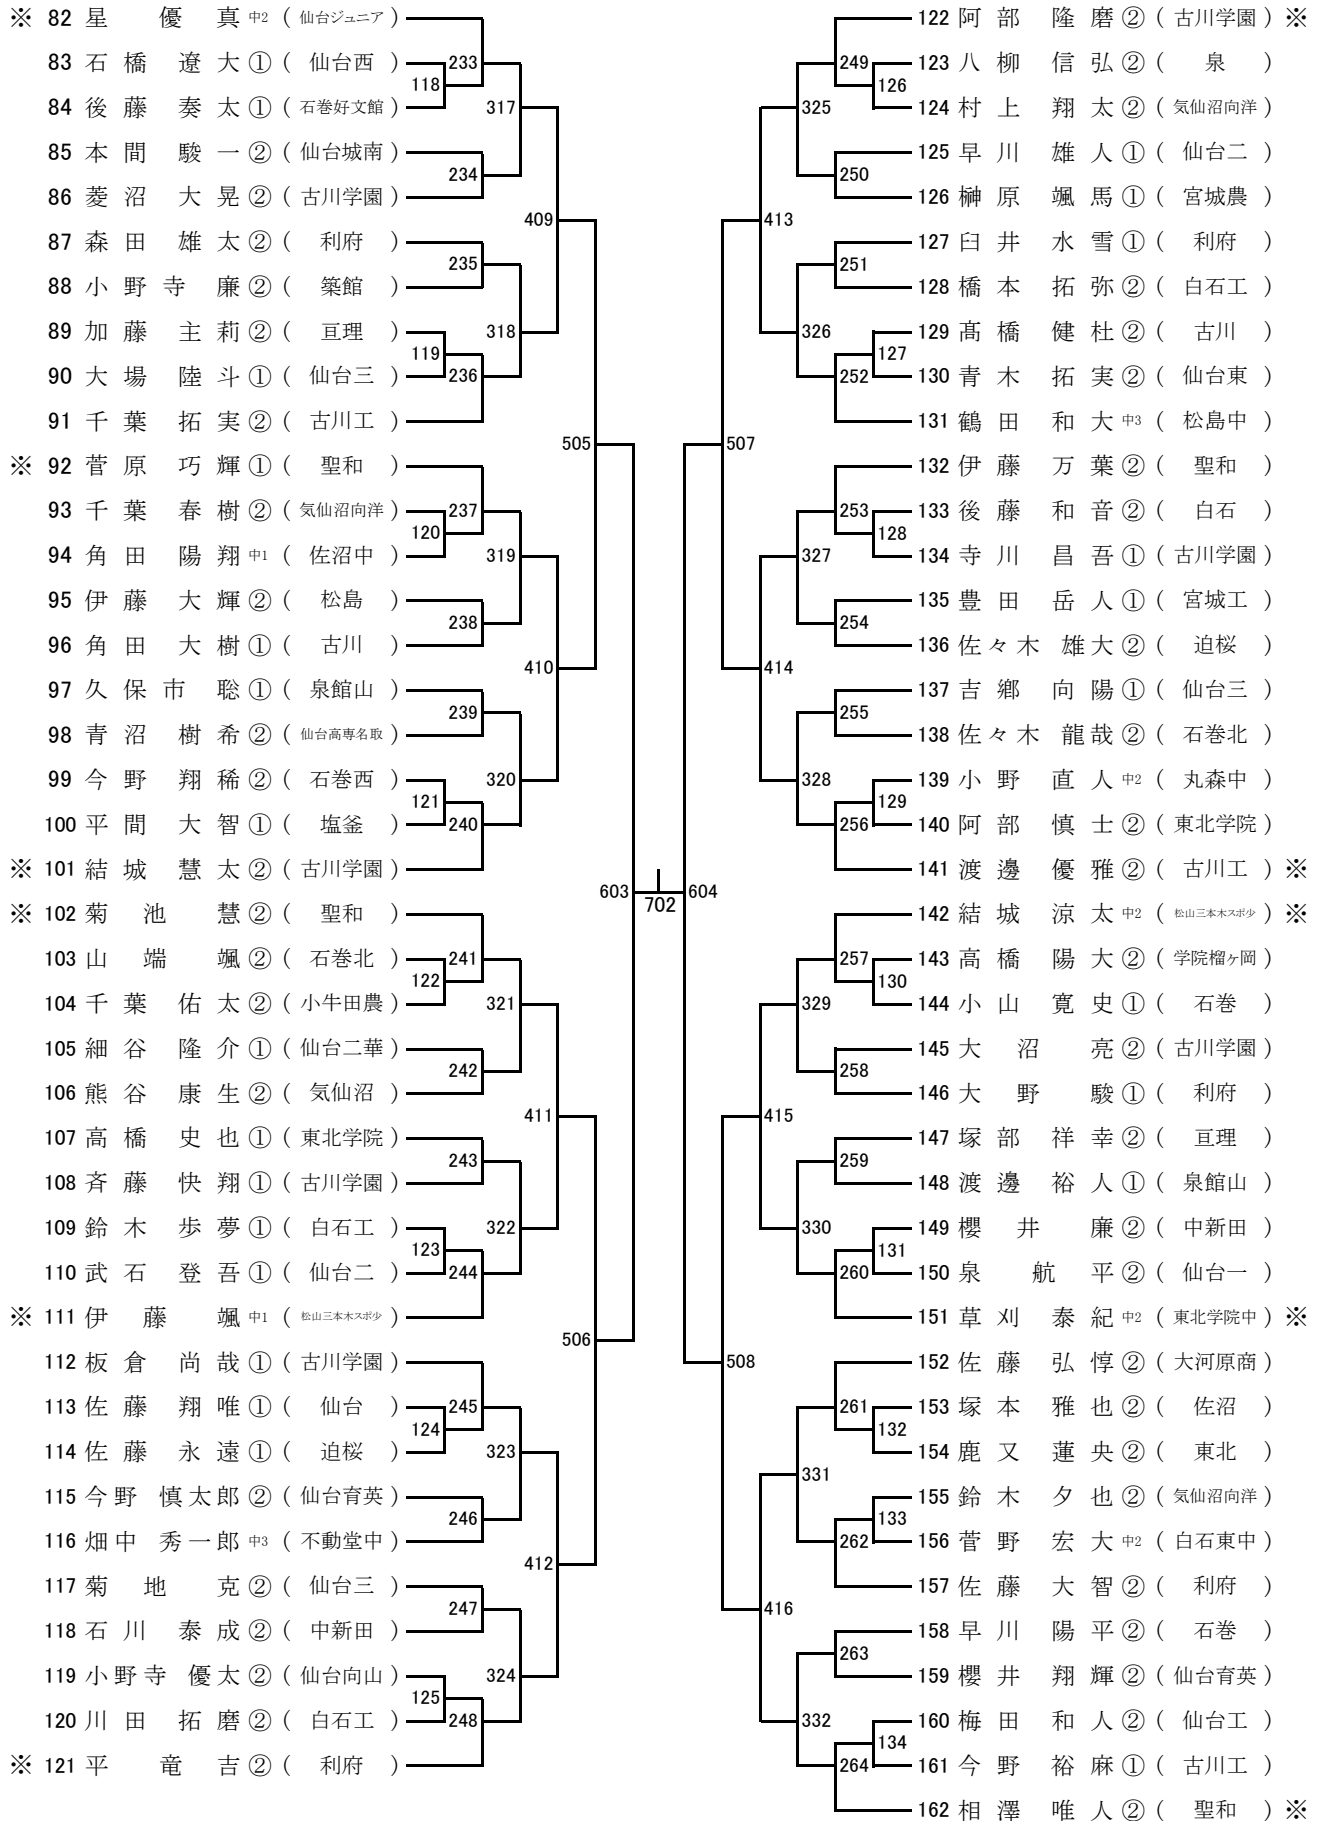 ※ 82 星 優 真 中2 ( 仙台ジュニア )
83 石 橋 遼 大 ① ( 仙台西 )
84 後 藤 奏 太 ① ( 石巻好文館 )
85 本 間 駿 一 ② ( 仙台城南 )
86 菱 沼 大 晃 ② ( 古川学園 )
87 森 田 雄 太 ② ( 利府 )
88 小 野 寺 廉 ② ( 築館 )
89 加 藤 主 莉 ② ( 亘理 )
90 大 場 陸 斗 ① ( 仙台三 )
91 千 葉 拓 実 ② ( 古川工 )
※ 92 菅 原 巧 輝 ① ( 聖和 )
93 千 葉 春 樹 ② ( 気仙沼向洋 )
94 角 田 陽 翔 中1 ( 佐沼中 )
95 伊 藤 大 輝 ② ( 松島 )
96 角 田 大 樹 ① ( 古川 )
97 久 保 市 聡 ① ( 泉館山 )
98 青 沼 樹 希 ② ( 仙台高専名取 )
99 今 野 翔 稀 ② ( 石巻西 )
100 平 間 大 智 ① ( 塩釜 )
※ 101 結 城 慧 太 ② ( 古川学園 )
※ 102 菊 池 慧 ② ( 聖和 )
103 山 端 颯 ② ( 石巻北 )
104 千 葉 佑 太 ② ( 小牛田農 )
105 細 谷 隆 介 ① ( 仙台二華 )
106 熊 谷 康 生 ② ( 気仙沼 )
107 高 橋 史 也 ① ( 東北学院 )
108 斉 藤 快 翔 ① ( 古川学園 )
109 鈴 木 歩 夢 ① ( 白石工 )
110 武 石 登 吾 ① ( 仙台二 )
※ 111 伊 藤 颯 中1 ( 松山三本木スポ少 )
112 板 倉 尚 哉 ① ( 古川学園 )
113 佐 藤 翔 唯 ① ( 仙台 )
114 佐 藤 永 遠 ① ( 迫桜 )
115 今 野 慎太郎 ② ( 仙台育英 )
116 畑 中 秀一郎 中3 ( 不動堂中 )
117 菊 地 克 ② ( 仙台三 )
118 石 川 泰 成 ② ( 中新田 )
119 小野寺 優太 ② ( 仙台向山 )
120 川 田 拓 磨 ② ( 白石工 )
※ 121 平 竜 吉 ② ( 利府 )
118
119
120
121
122
123
124
125
233
234
235
236
237
238
239
240
241
242
243
244
245
246
247
248
317
318
319
320
321
322
323
324
409
410
411
412
505
506
603
702
604
507
508
413
414
415
416
325
326
327
328
329
330
331
332
249
250
251
252
253
254
255
256
257
258
259
260
261
262
263
264
126
127
128
129
130
131
132
133
134
122 阿 部 隆 磨 ② ( 古川学園 ) ※
123 八 柳 信 弘 ② ( 泉 )
124 村 上 翔 太 ② ( 気仙沼向洋 )
125 早 川 雄 人 ① ( 仙台二 )
126 榊 原 颯 馬 ① ( 宮城農 )
127 臼 井 水 雪 ① ( 利府 )
128 橋 本 拓 弥 ② ( 白石工 )
129 髙 橋 健 杜 ② ( 古川 )
130 青 木 拓 実 ② ( 仙台東 )
131 鶴 田 和 大 中3 ( 松島中 )
132 伊 藤 万 葉 ② ( 聖和 )
133 後 藤 和 音 ② ( 白石 )
134 寺 川 昌 吾 ① ( 古川学園 )
135 豊 田 岳 人 ① ( 宮城工 )
136 佐々木 雄大 ② ( 迫桜 )
137 吉 郷 向 陽 ① ( 仙台三 )
138 佐々木 龍哉 ② ( 石巻北 )
139 小 野 直 人 中2 ( 丸森中 )
140 阿 部 慎 士 ② ( 東北学院 )
141 渡 邊 優 雅 ② ( 古川工 ) ※
142 結 城 涼 太 中2 ( 松山三本木スポ少 ) ※
143 高 橋 陽 大 ② ( 学院榴ヶ岡 )
144 小 山 寛 史 ① ( 石巻 )
145 大 沼 亮 ② ( 古川学園 )
146 大 野 駿 ① ( 利府 )
147 塚 部 祥 幸 ② ( 亘理 )
148 渡 邊 裕 人 ① ( 泉館山 )
149 櫻 井 廉 ② ( 中新田 )
150 泉 航 平 ② ( 仙台一 )
151 草 刈 泰 紀 中2 ( 東北学院中 ) ※
152 佐 藤 弘 惇 ② ( 大河原商 )
153 塚 本 雅 也 ② ( 佐沼 )
154 鹿 又 蓮 央 ② ( 東北 )
155 鈴 木 夕 也 ② ( 気仙沼向洋 )
156 菅 野 宏 大 中2 ( 白石東中 )
157 佐 藤 大 智 ② ( 利府 )
158 早 川 陽 平 ② ( 石巻 )
159 櫻 井 翔 輝 ② ( 仙台育英 )
160 梅 田 和 人 ② ( 仙台工 )
161 今 野 裕 麻 ① ( 古川工 )
162 相 澤 唯 人 ② ( 聖和 ) ※